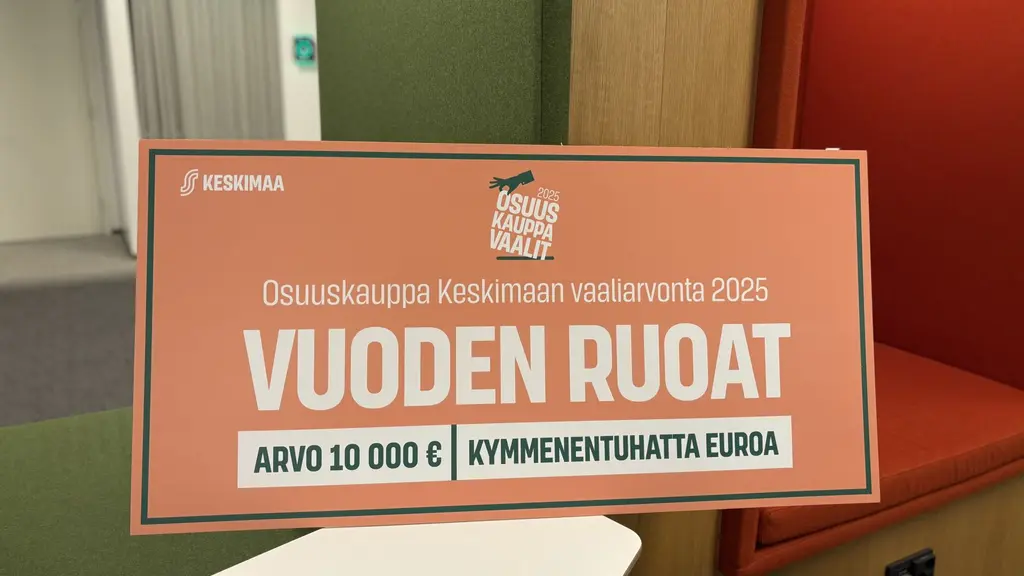 KESKIMAA
2025
OSUUS
KAUPPA
VAALIT
Osuuskauppa Keskimaan vaaliarvonta 2025
VUODEN RUOAT
ARVO 10 000 € | KYMMENENTUHATTA EUROA